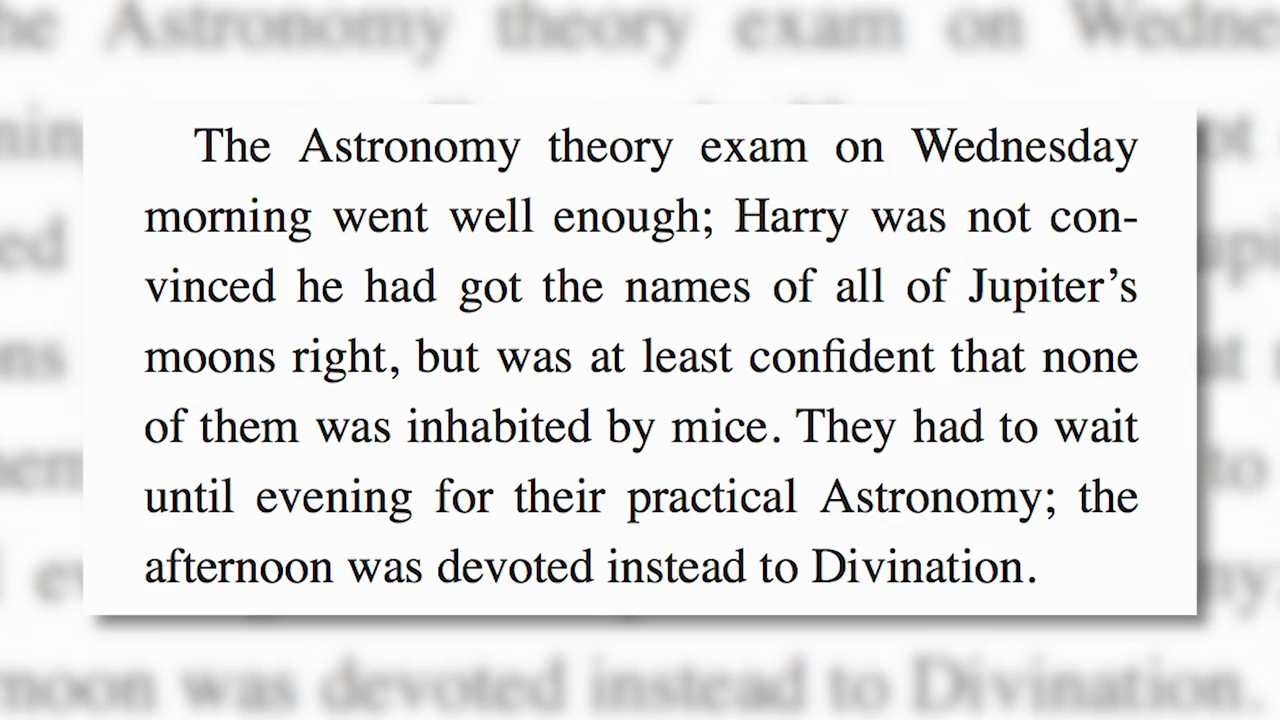 The Astronomy theory exam on Wednesday
morning went well enough; Harry was not con-
vinced he had got the names of all of Jupiter’s
moons right, but was at least confident that none
of them was inhabited by mice. They had to wait
until evening for their practical Astronomy; the
afternoon was devoted instead to Divination.